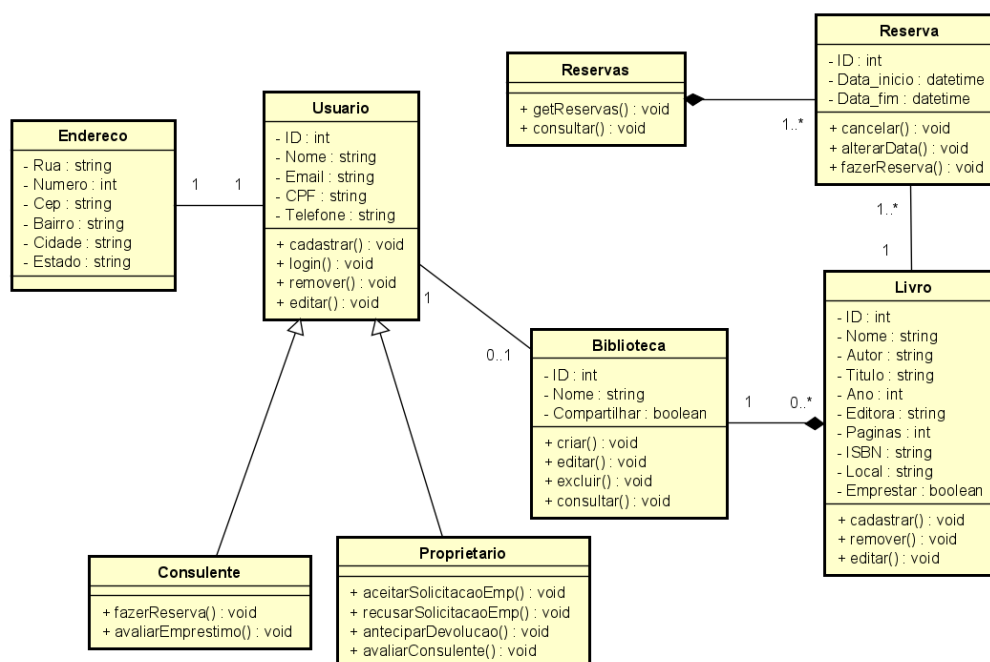 Reserva
- ID : int
- Data_inicio : datetime
- Data_fim : datetime
+ cancelar() : void
+ alterarData() : void
+ fazerReserva() : void
Reservas
+ getReservas() : void
+ consultar() : void
1..*
Usuario
- ID : int
- Nome : string
- Email : string
- CPF : string
- Telefone : string
+ cadastrar() : void
+ login() : void
+ remover() : void
+ editar() : void
Endereco
- Rua : string
- Numero : int
- Cep : string
- Bairro : string
- Cidade : string
- Estado : string
1 1
1..*
1
1
0..1
Livro
- ID : int
- Nome : string
- Autor : string
- Titulo : string
- Ano : int
- Editora : string
- Paginas : int
- ISBN : string
- Local : string
- Emprestar : boolean
+ cadastrar() : void
+ remover() : void
+ editar() : void
Biblioteca
- ID : int
- Nome : string
- Compartilhar : boolean
+ criar() : void
+ editar() : void
+ excluir() : void
+ consultar() : void
1 0..*
Consulente
+ fazerReserva() : void
+ avaliarEmprestimo() : void
Proprietario
+ aceitarSolicitacaoEmp() : void
+ recusarSolicitacaoEmp() : void
+ anteciparDevolucao() : void
+ avaliarConsulente() : void